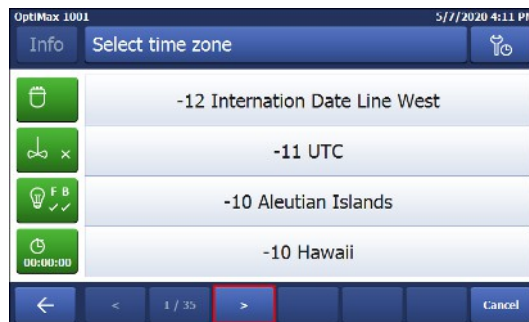 OptiMax 1001 5/7/2020 4:11 PM
Info Select time zone
-12 Internation Date Line West
× -11 UTC
F B
✓ ✓ -10 Aleutian Islands
-10 Hawaii
00:00:00
< 1 / 35 > Cancel